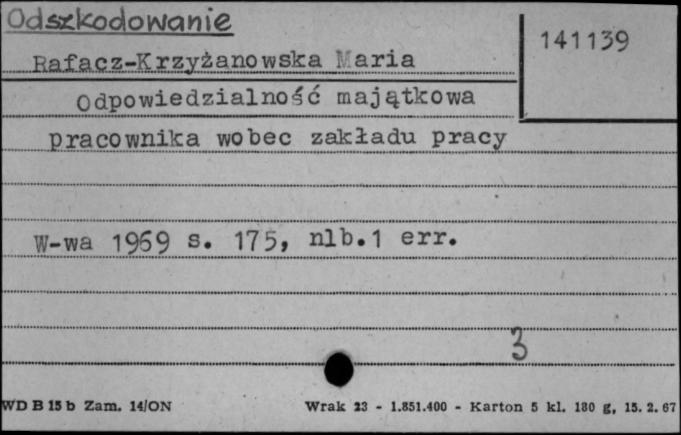 Odszkodowanie
141139
Rafacz-Krzyżanowska Maria
Odpowiedzialność majątkowa
pracownika wobec zakładu pracy
W-wa 1969 s. 175, nlb.1 err.
3
WD B 15 b Zam. 14/ON Wrak 23 - 1.851.400 - Karton 5 kl. 180 g, 15. 2. 67